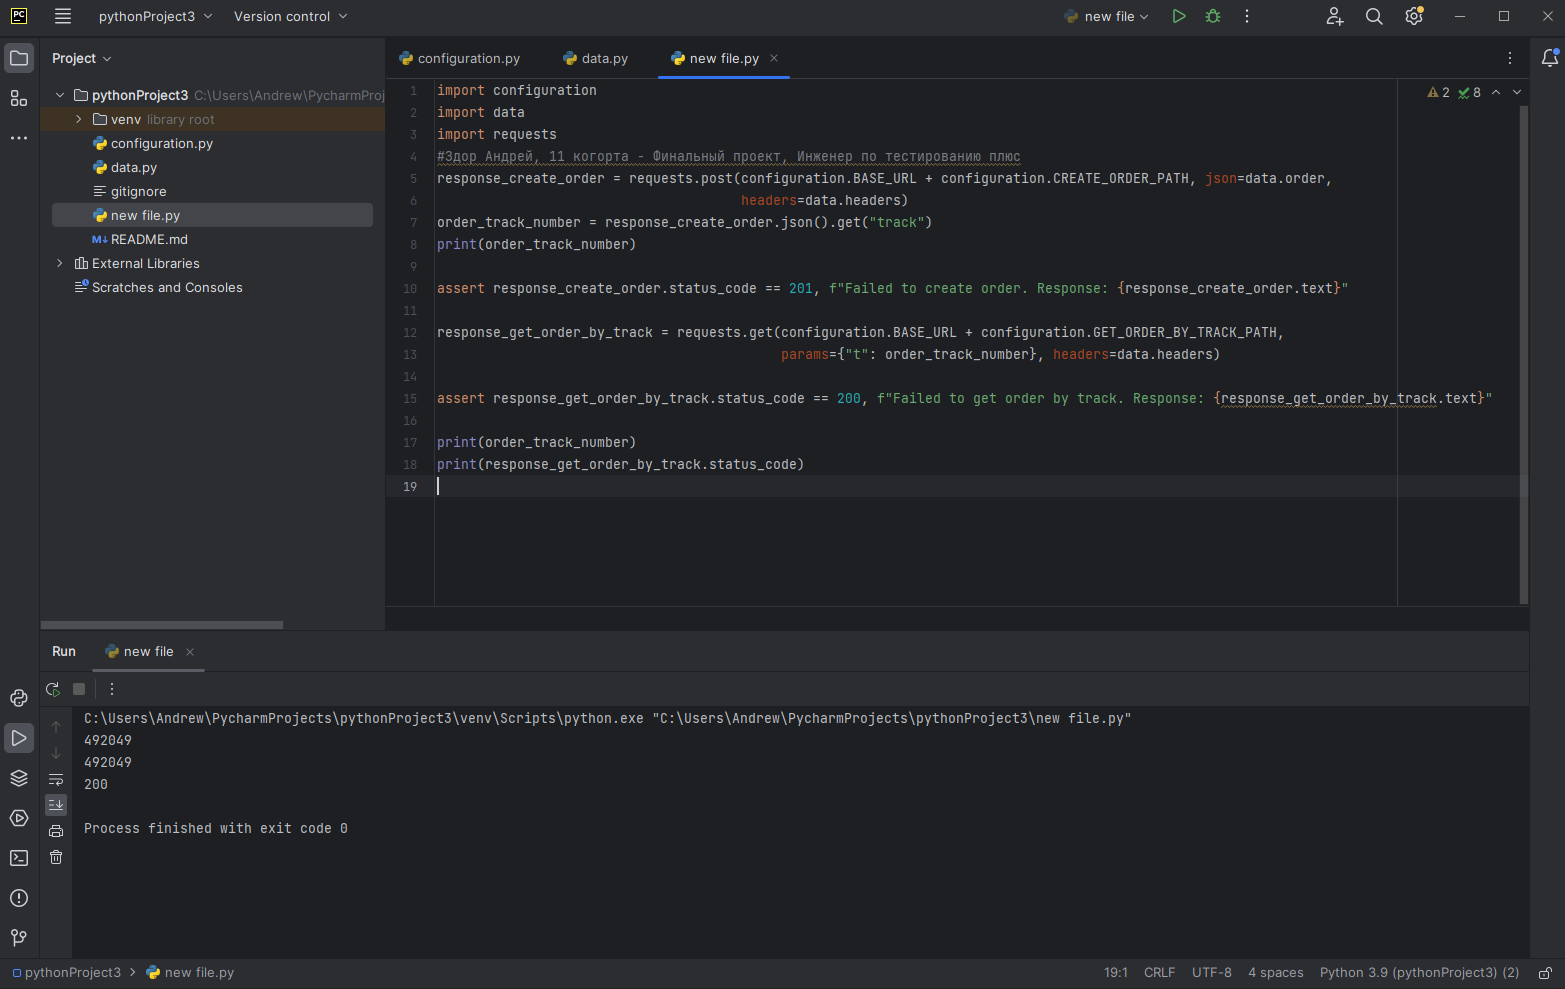 PC pythonProject3 Version control new file
Project
configuration.py data.py new file.py
pythonProject3 C:\Users\Andrew\PycharmProj
venv library root
configuration.py
data.py
gitignore
new file.py
M↓ README.md
External Libraries
Scratches and Consoles
2 8
1 import configuration
2 import data
3 import requests
4 #Здор Андрей, 11 когорта - Финальный проект, Инженер по тестированию плюс
5 response_create_order = requests.post(configuration.BASE_URL + configuration.CREATE_ORDER_PATH, json=data.order,
6 headers=data.headers)
7 order_track_number = response_create_order.json().get("track")
8 print(order_track_number)
9
10 assert response_create_order.status_code == 201, f"Failed to create order. Response: {response_create_order.text}"
11
12 response_get_order_by_track = requests.get(configuration.BASE_URL + configuration.GET_ORDER_BY_TRACK_PATH,
13 params={"t": order_track_number}, headers=data.headers)
14
15 assert response_get_order_by_track.status_code == 200, f"Failed to get order by track. Response: {response_get_order_by_track.text}"
16
17 print(order_track_number)
18 print(response_get_order_by_track.status_code)
19
Run new file
C:\Users\Andrew\PycharmProjects\pythonProject3\venv\Scripts\python.exe "C:\Users\Andrew\PycharmProjects\pythonProject3\new file.py"
492049
492049
200
Process finished with exit code 0
pythonProject3 new file.py 19:1 CRLF UTF-8 4 spaces Python 3.9 (pythonProject3) (2)